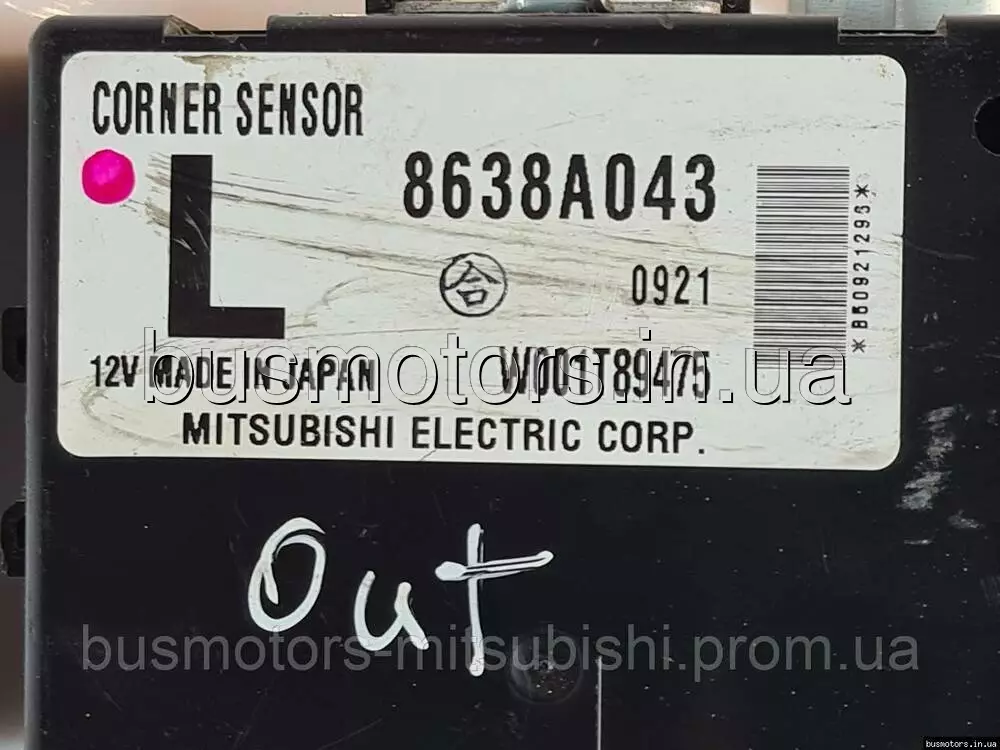 CORNER SENSOR
L
8638A043
合
0921
12V MADE IN JAPAN
W001T89475
MITSUBISHI ELECTRIC CORP.
busmotors.in.ua
Out
busmotors-mitsubishi.prom.ua
busmotors.in.ua